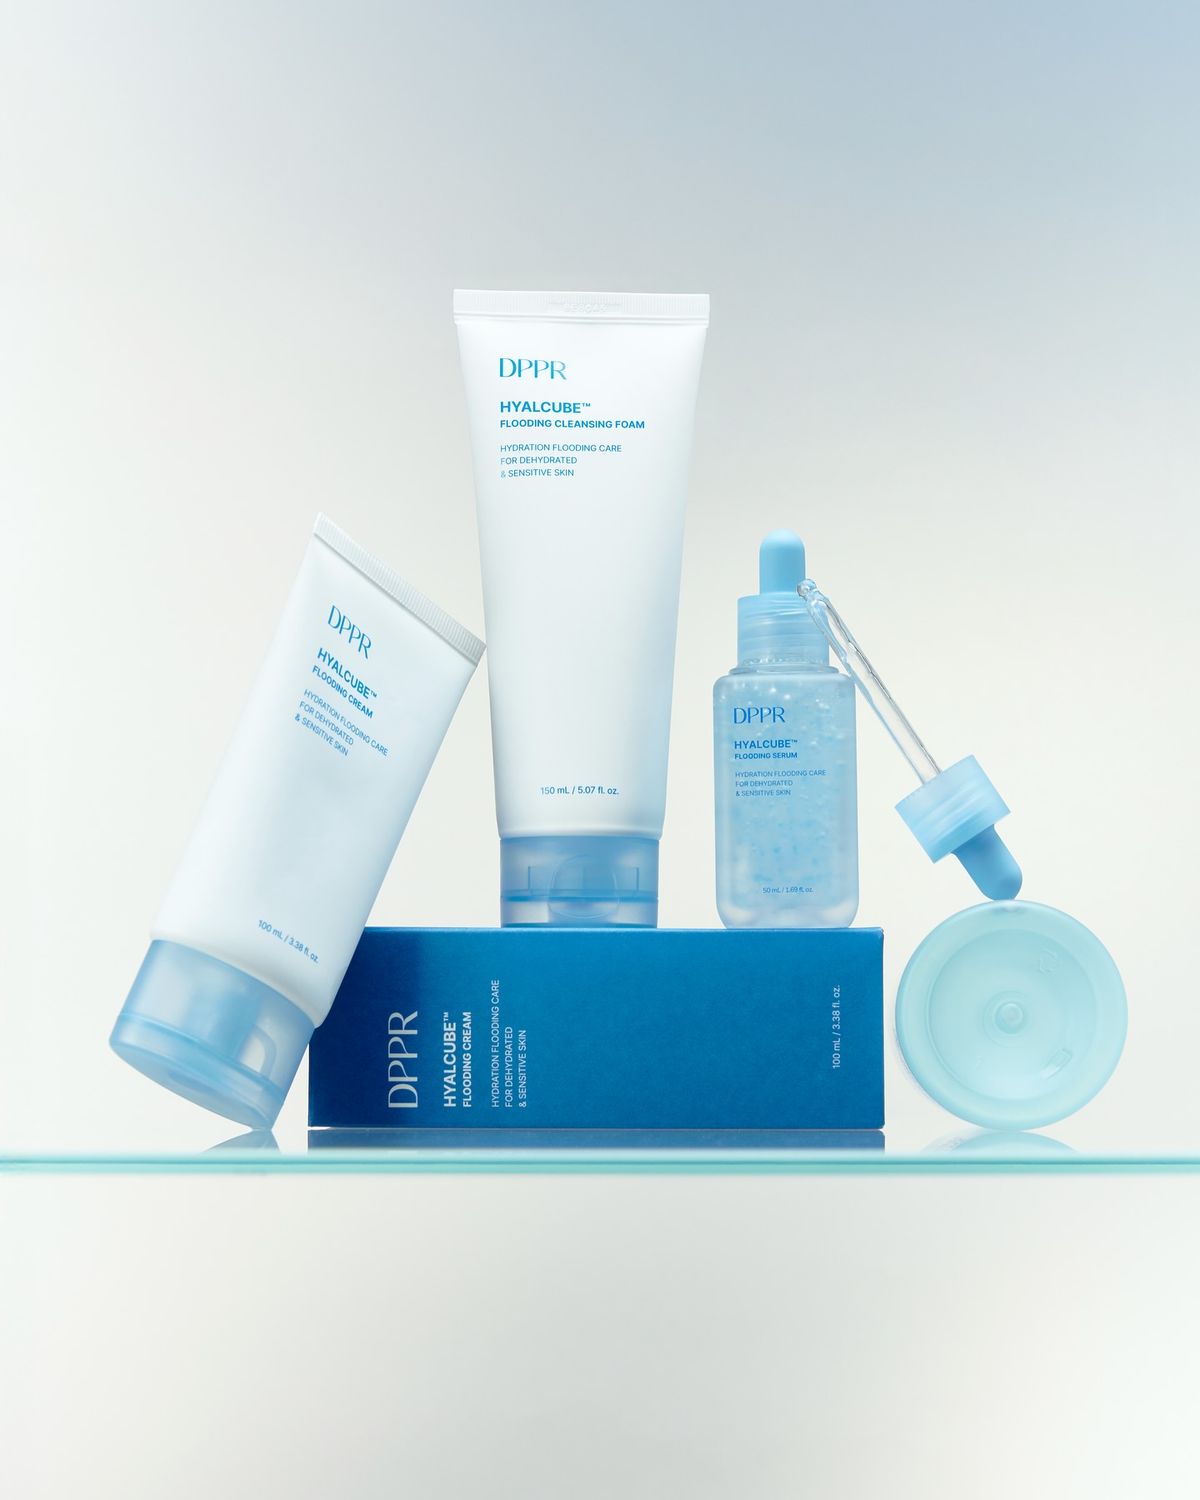 DPPR
HYALCUBE™
FLOODING CLEANSING FOAM
HYDRATION FLOODING CARE
FOR DEHYDRATED
& SENSITIVE SKIN
150 mL / 5.07 fl. oz.
DPPR
HYALCUBE™
FLOODING CREAM
HYDRATION FLOODING CARE
FOR DEHYDRATED
& SENSITIVE SKIN
100 mL / 3.38 fl. oz.
DPPR
HYALCUBE™
FLOODING SERUM
HYDRATION FLOODING CARE
FOR DEHYDRATED
& SENSITIVE SKIN
50 mL / 1.69 fl. oz.
DPPR
HYALCUBE™
FLOODING CREAM
HYDRATION FLOODING CARE
FOR DEHYDRATED
& SENSITIVE SKIN
100 mL / 3.38 fl. oz.